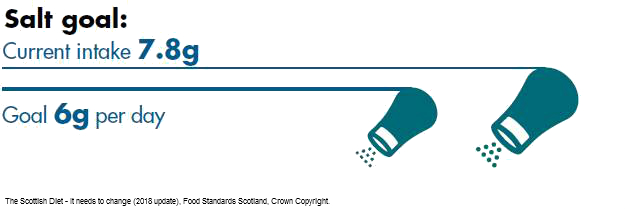 Salt goal:
Current intake 7.8g
Goal 6g per day
The Scottish Diet - It needs to change (2018 update), Food Standards Scotland, Crown Copyright.